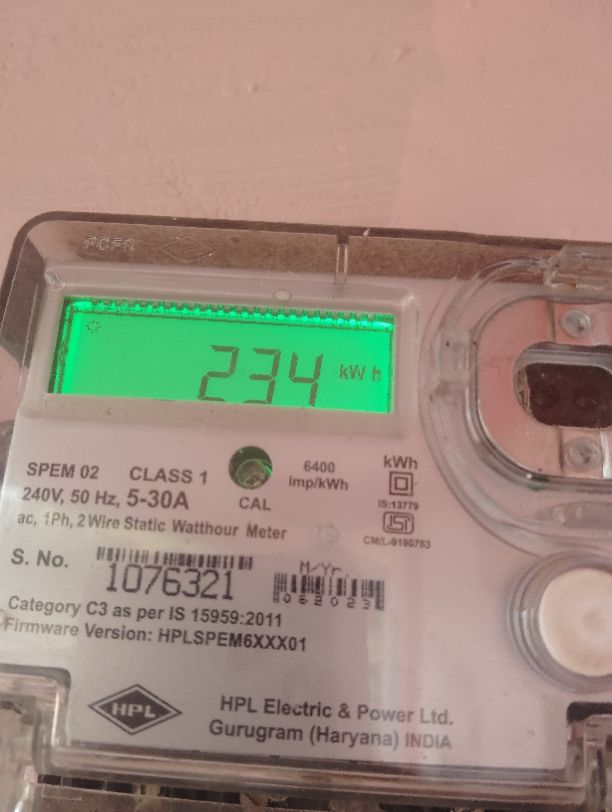 234 kWh
SPEM 02 CLASS 1
240V, 50 Hz, 5-30A
ac, 1Ph, 2 Wire Static Watthour Meter
CAL
6400
imp/kWh
kWh
IS:13779
ISI
S. No.
1076321
M/Yr.
Category C3 as per IS 15959:2011
Firmware Version: HPLSPEM6XXX01
HPL
HPL Electric & Power Ltd.
Gurugram (Haryana) INDIA